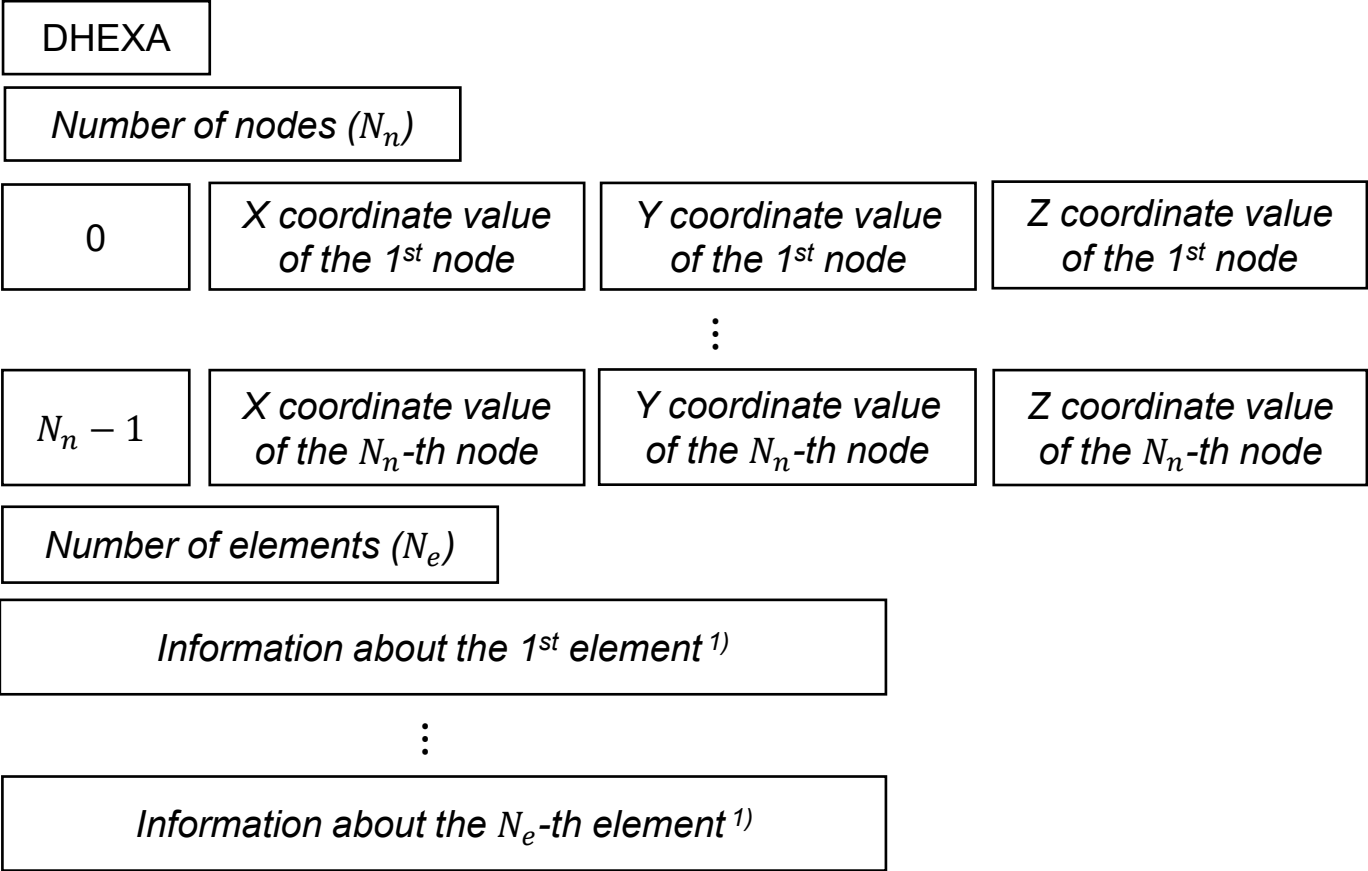 DHEXA
Number of nodes (Nₙ)
0
X coordinate value
of the 1st node
Y coordinate value
of the 1st node
Z coordinate value
of the 1st node
⋮
Nₙ − 1
X coordinate value
of the Nₙ-th node
Y coordinate value
of the Nₙ-th node
Z coordinate value
of the Nₙ-th node
Number of elements (Nₑ)
Information about the 1st element 1)
⋮
Information about the Nₑ-th element 1)